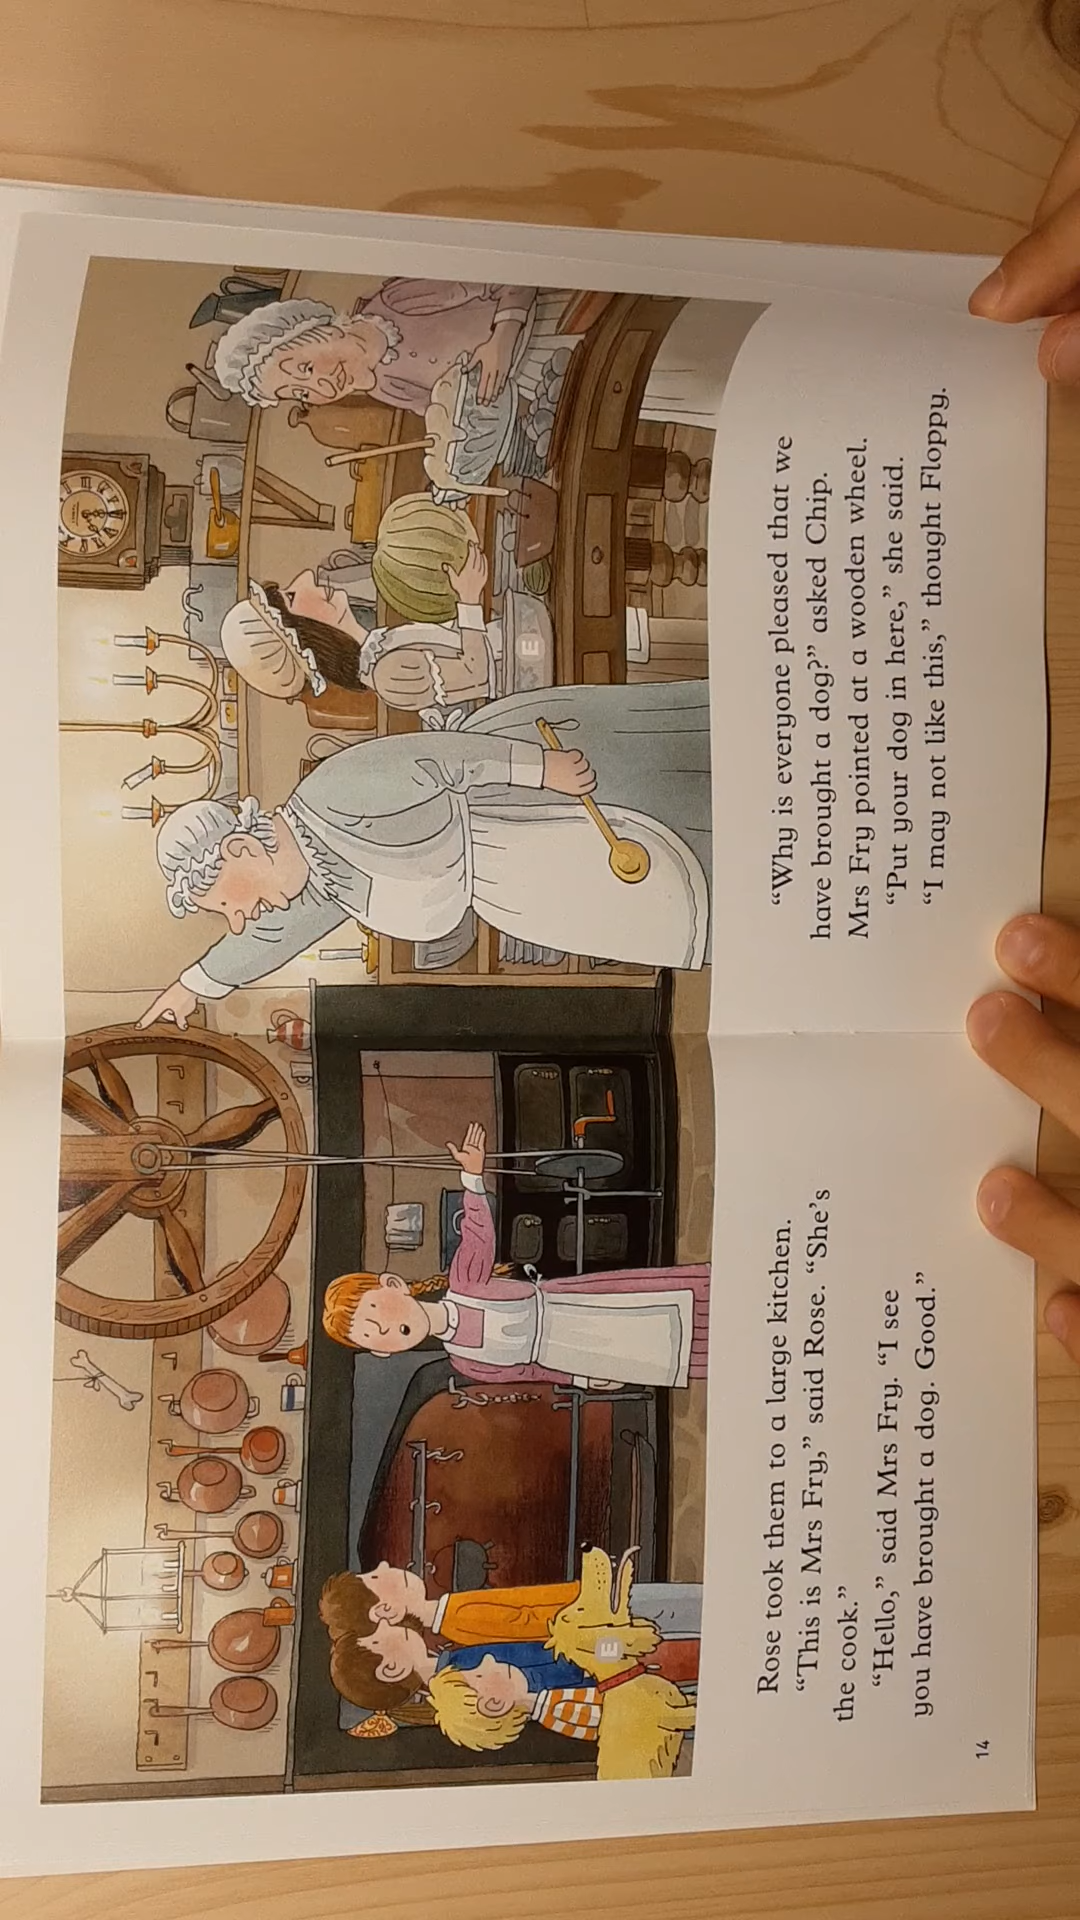 Rose took them to a large kitchen.
“This is Mrs Fry,” said Rose. “She’s
the cook.”
“Hello,” said Mrs Fry. “I see
you have brought a dog. Good.”
14
“Why is everyone pleased that we
have brought a dog?” asked Chip.
Mrs Fry pointed at a wooden wheel.
“Put your dog in here,” she said.
“I may not like this,” thought Floppy.
E
E